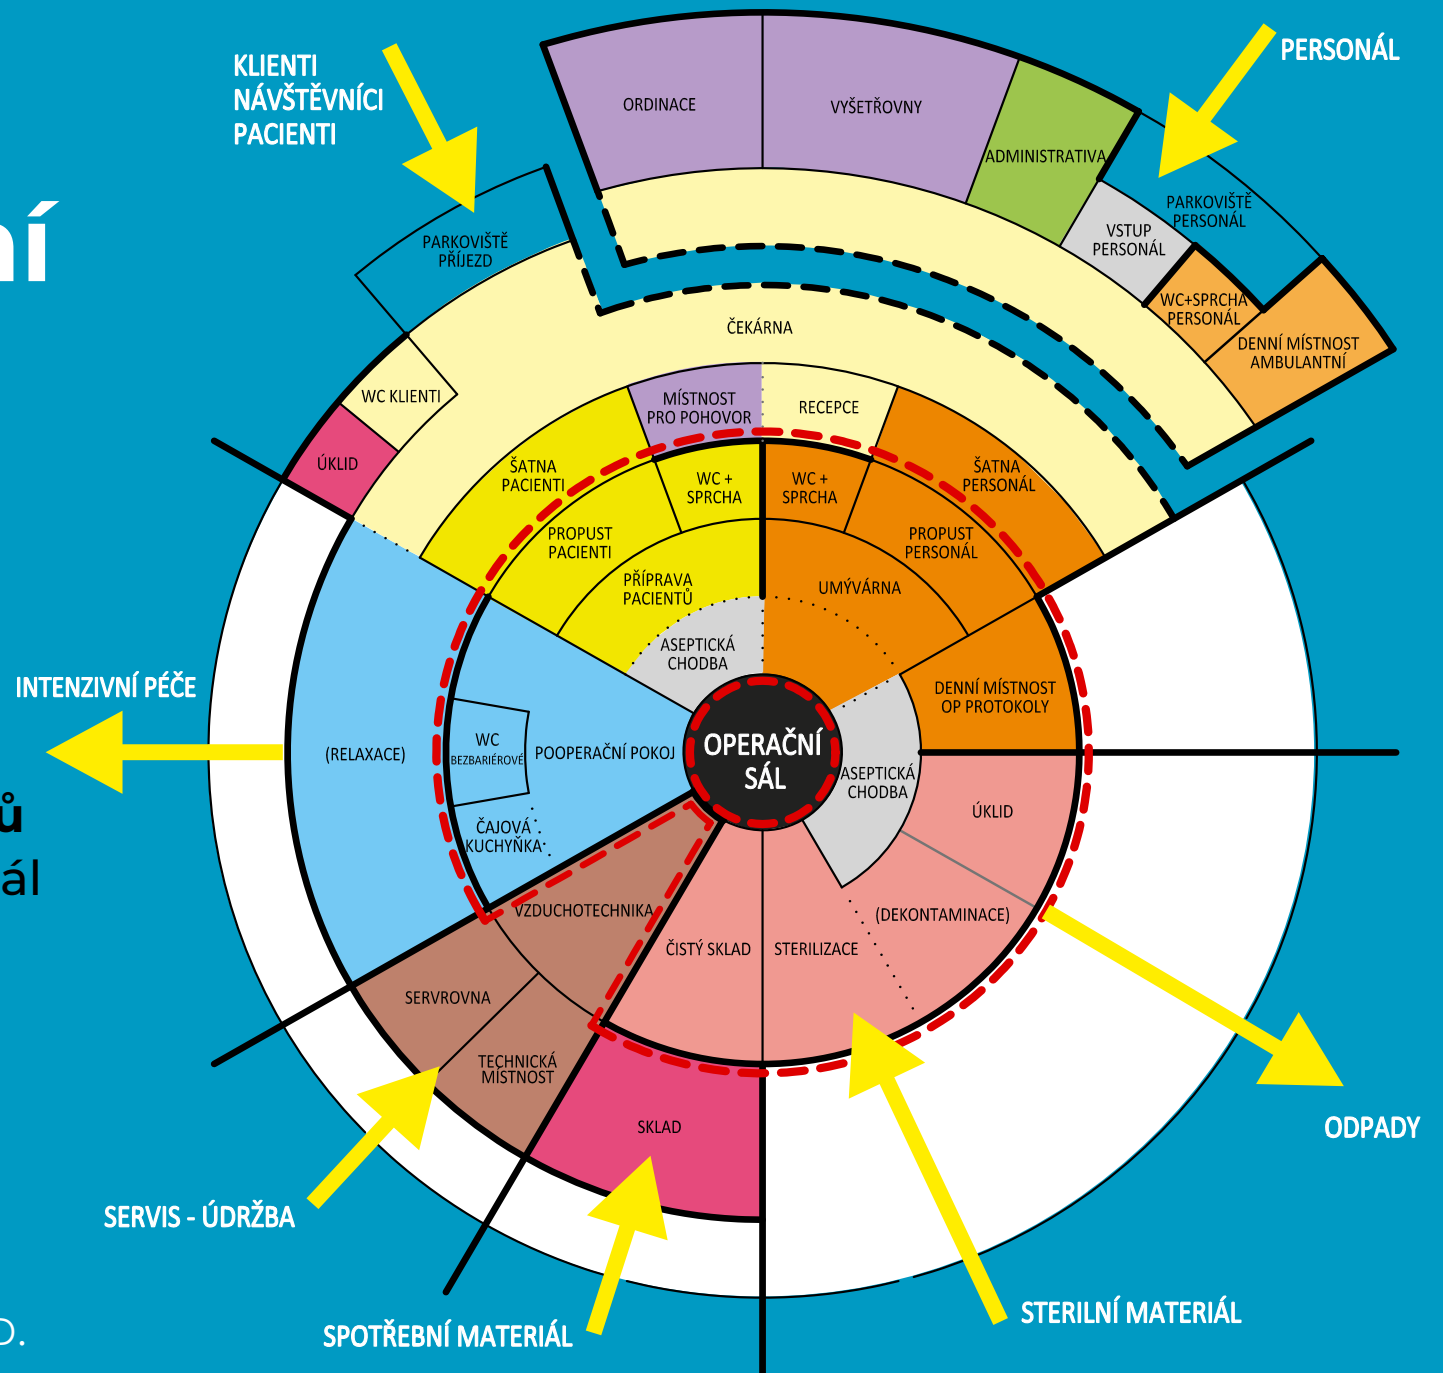 KLIENTI
NÁVŠTĚVNÍCI
PACIENTI
PERSONÁL
ORDINACE
VYŠETŘOVNY
ADMINISTRATIVA
PARKOVIŠTĚ
PERSONÁL
VSTUP
PERSONÁL
ní
PARKOVIŠTĚ
PŘÍJEZD
WC+SPRCHA
PERSONÁL
DENNÍ MÍSTNOST
AMBULANTNÍ
ČEKÁRNA
WC KLIENTI
MÍSTNOST
PRO POHOVOR
RECEPCE
ÚKLID
ŠATNA
PACIENTI
WC +
SPRCHA
WC +
SPRCHA
ŠATNA
PERSONÁL
PROPUST
PACIENTI
PROPUST
PERSONÁL
PŘÍPRAVA
PACIENTŮ
UMÝVÁRNA
ASEPTICKÁ
CHODBA
INTENZIVNÍ PÉČE
DENNÍ MÍSTNOST
OP PROTOKOLY
(RELAXACE)
WC
BEZBARIÉROVÉ
POOPERAČNÍ POKOJ
OPERAČNÍ
SÁL
ASEPTICKÁ
CHODBA
ů
ál
ČAJOVÁ
KUCHYŇKA
ÚKLID
VZDUCHOTECHNIKA
(DEKONTAMINACE)
ČISTÝ SKLAD
STERILIZACE
SERVROVNA
TECHNICKÁ
MÍSTNOST
SKLAD
ODPADY
SERVIS - ÚDRŽBA
SPOTŘEBNÍ MATERIÁL
STERILNÍ MATERIÁL
D.